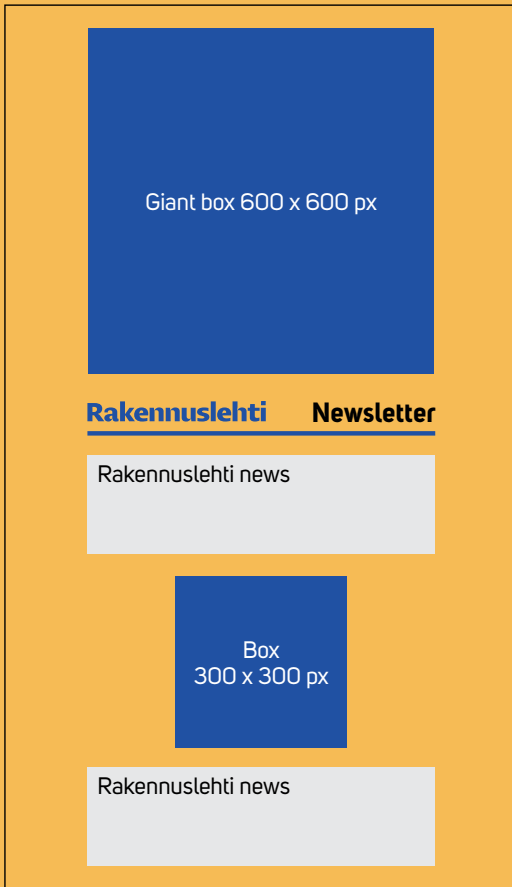 Giant box 600 x 600 px
Rakennuslehti Newsletter
Rakennuslehti news
Box
300 x 300 px
Rakennuslehti news